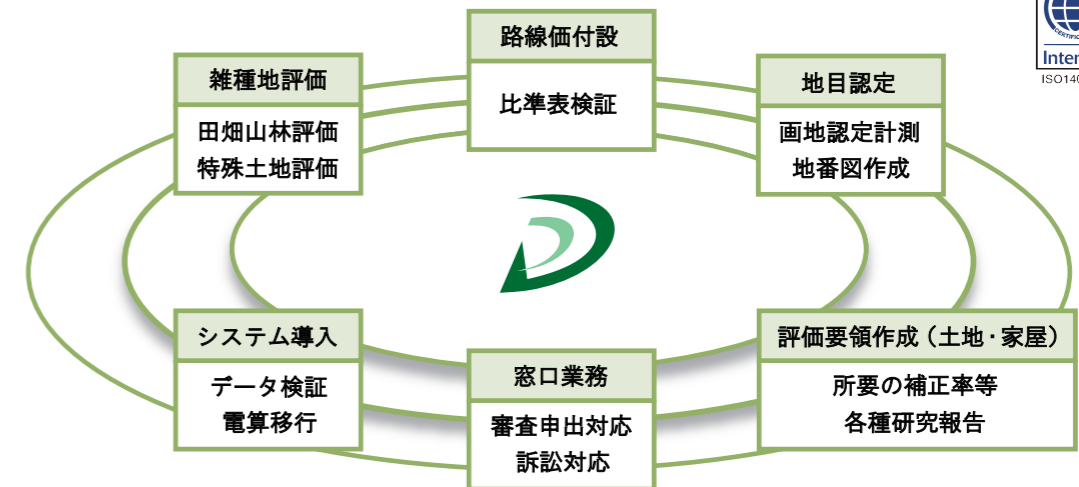 路線価付設
比準表検証
雑種地評価
田畑山林評価
特殊土地評価
地目認定
画地認定計測
地番図作成
Inter
ISO140
システム導入
データ検証
電算移行
窓口業務
審査申出対応
訴訟対応
評価要領作成（土地・家屋）
所要の補正率等
各種研究報告